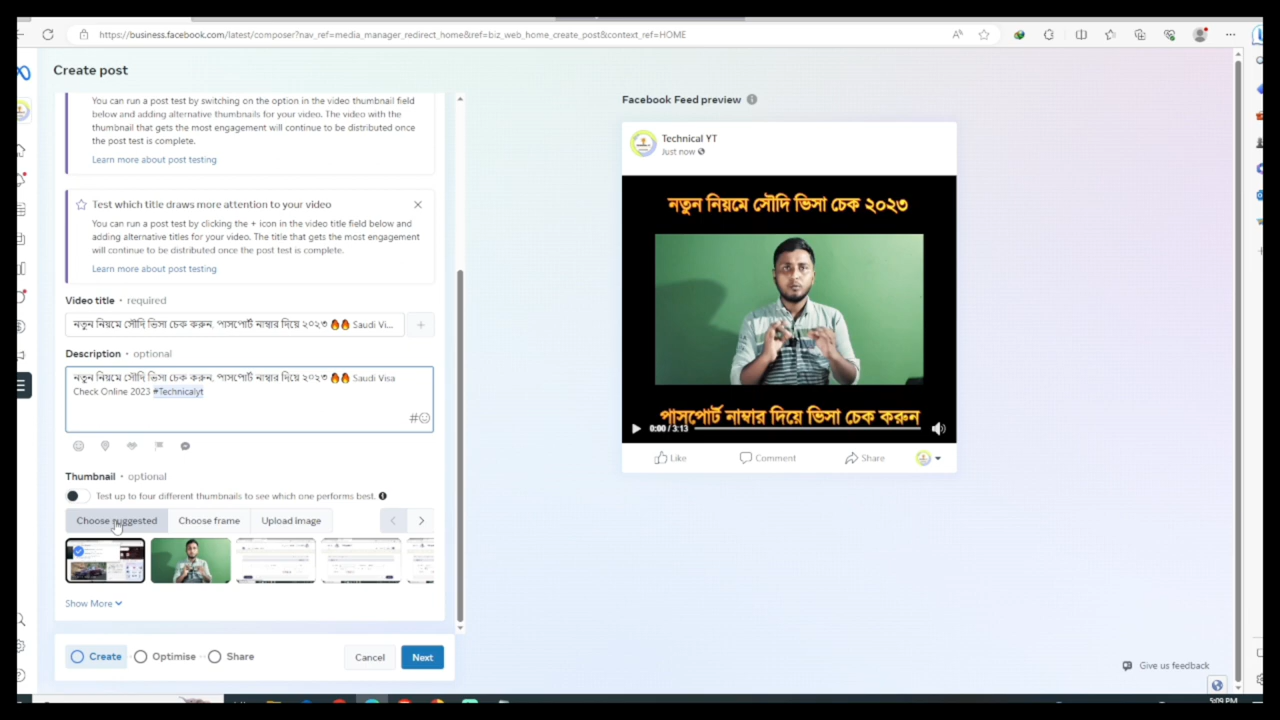 https://business.facebook.com/latest/composer?nav_ref=media_manager_redirect_home&ref=biz_web_home_create_post&context_ref=HOME
Create post
You can run a post test by switching on the option in the video thumbnail field
below and adding alternative thumbnails for your video. The video with the
thumbnail that gets the most engagement will continue to be distributed once
the post test is complete.
Learn more about post testing
Test which title draws more attention to your video
You can run a post test by clicking the + icon in the video title field below and
adding alternative titles for your video. The title that gets the most engagement
will continue to be distributed once the post test is complete.
Learn more about post testing
Video title • required
নতুন নিয়মে সৌদি ভিসা চেক করুন, পাসপোর্ট নাম্বার দিয়ে ২০২৩ 🔥🔥 Saudi Vi...
Description • optional
নতুন নিয়মে সৌদি ভিসা চেক করুন, পাসপোর্ট নাম্বার দিয়ে ২০২৩ 🔥🔥 Saudi Visa
Check Online 2023 #Technicalyt
Thumbnail • optional
Test up to four different thumbnails to see which one performs best.
Choose suggested
Choose frame
Upload image
Show More
Create
Optimise
Share
Cancel
Next
Facebook Feed preview
Technical YT
Just now
নতুন নিয়মে সৌদি ভিসা চেক ২০২৩
পাসপোর্ট নাম্বার দিয়ে ভিসা চেক করুন
0:00 / 3:13
Like
Comment
Share
Give us feedback
5:09 PM